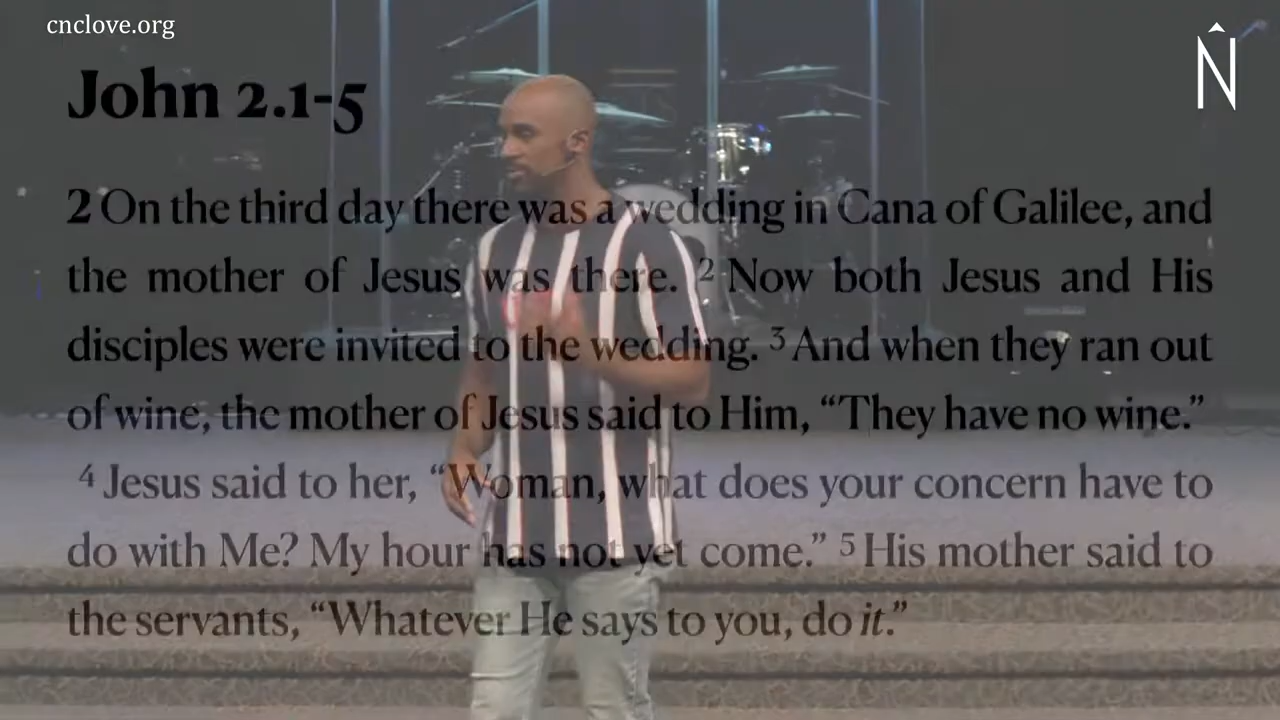 cnclove.org
N̂
John 2.1-5
2 On the third day there was a wedding in Cana of Galilee, and
the mother of Jesus was there. 2 Now both Jesus and His
disciples were invited to the wedding. 3 And when they ran out
of wine, the mother of Jesus said to Him, “They have no wine.”
4 Jesus said to her, “Woman, what does your concern have to
do with Me? My hour has not yet come.” 5 His mother said to
the servants, “Whatever He says to you, do it.”